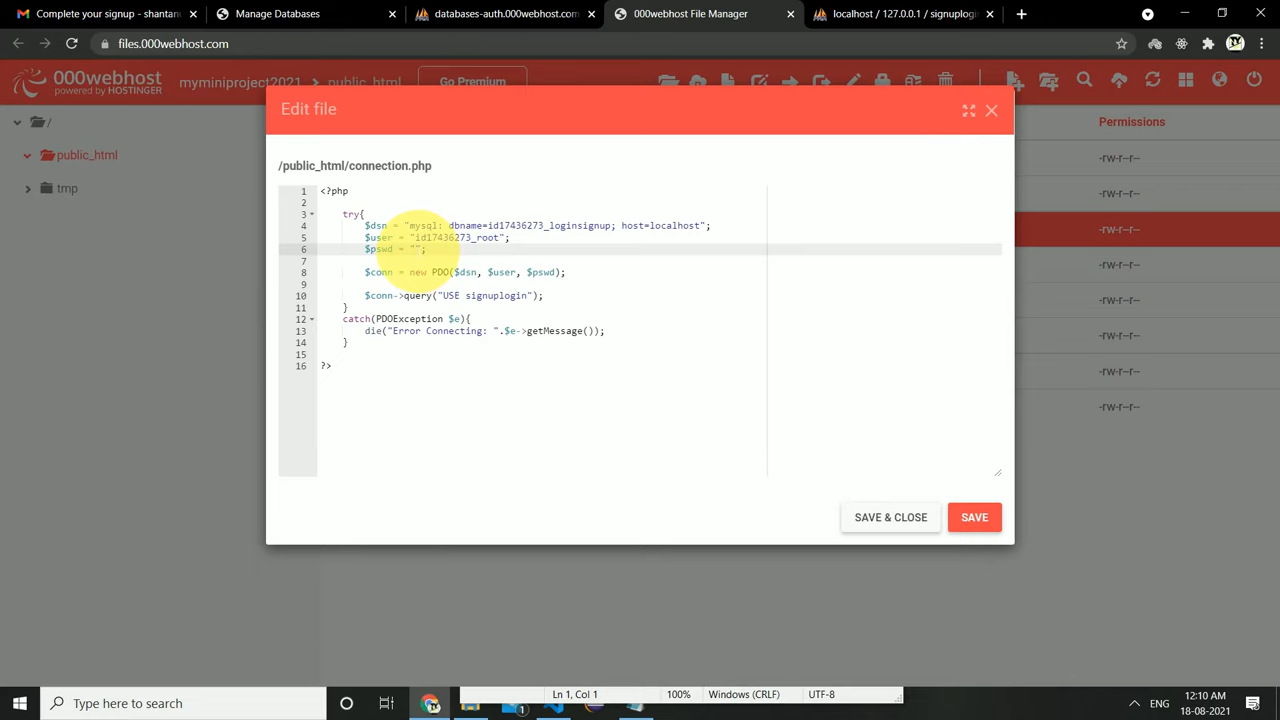 Complete your signup - shantan
Manage Databases
databases-auth.000webhost.com
000webhost File Manager
localhost / 127.0.0.1 / signuplogin
files.000webhost.com
000webhost
powered by HOSTINGER
myminiproject2021 > public_html
Go Premium
Edit file
/
public_html
tmp
Permissions
-rw-r--r--
-rw-r--r--
-rw-r--r--
-rw-r--r--
-rw-r--r--
-rw-r--r--
-rw-r--r--
-rw-r--r--
/public_html/connection.php
1 <?php
2
3 try{
4 $dsn = "mysql: dbname=id17436273_loginsignup; host=localhost";
5 $user = "id17436273_root";
6 $pswd = "";
7
8 $conn = new PDO($dsn, $user, $pswd);
9
10 $conn->query("USE signuplogin");
11 }
12 catch(PDOException $e){
13 die("Error Connecting: ".$e->getMessage());
14 }
15
16 ?>
SAVE & CLOSE
SAVE
Type here to search
1
Ln 1, Col 1
100%
Windows (CRLF)
UTF-8
ENG
12:10 AM
18-08-2021